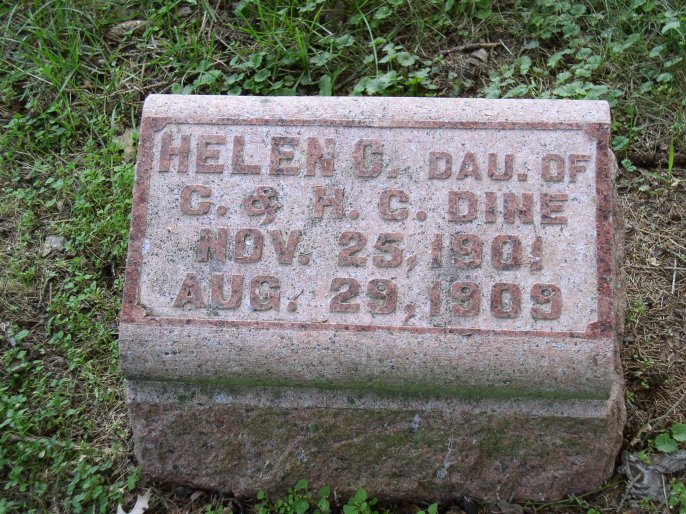 HELEN C. DAU. OF
C. & H. C. DINE
NOV. 25, 1901
AUG. 29, 1909